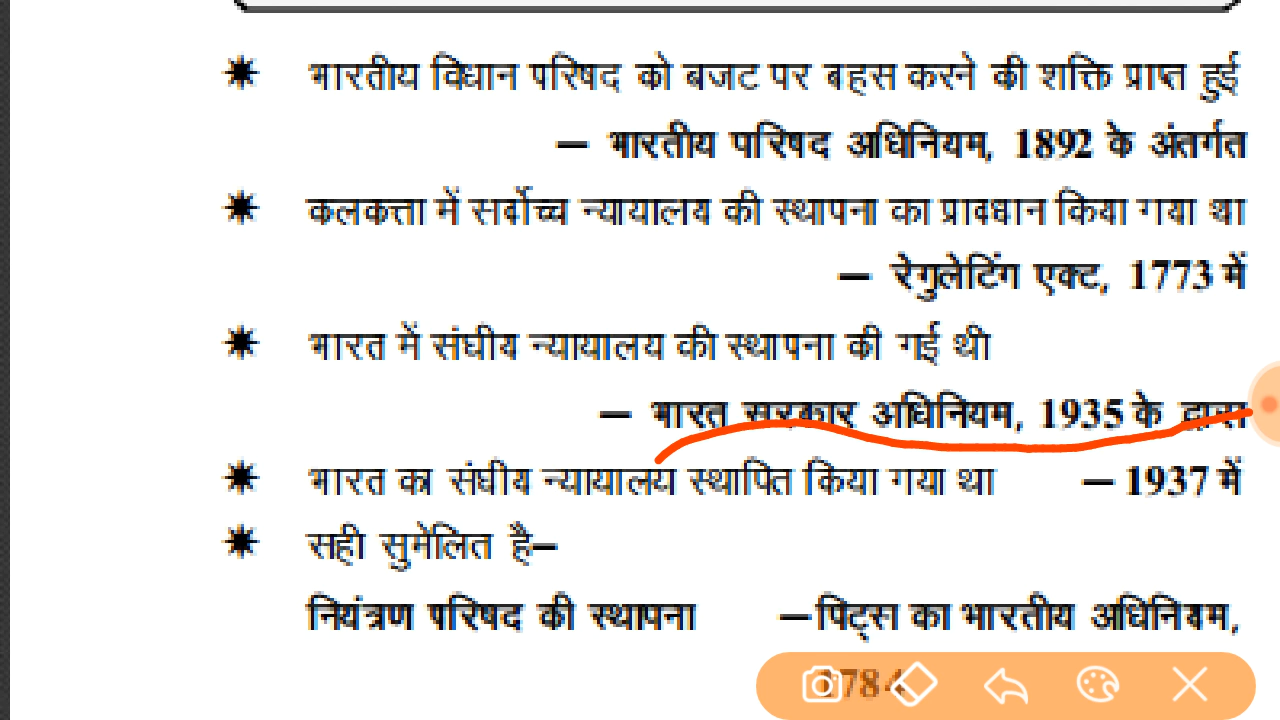 ✷ भारतीय विधान परिषद को बजट पर बहस करने की शक्ति प्राप्त हुई
– भारतीय परिषद अधिनियम, 1892 के अंतर्गत
✷ कलकत्ता में सर्वोच्च न्यायालय की स्थापना का प्रावधान किया गया था
– रेगुलेटिंग एक्ट, 1773 में
✷ भारत में संघीय न्यायालय की स्थापना की गई थी
– भारत सरकार अधिनियम, 1935 के द्वारा
✷ भारत का संघीय न्यायालय स्थापित किया गया था – 1937 में
✷ सही सुमेलित है–
नियंत्रण परिषद की स्थापना – पिट्स का भारतीय अधिनियम,
1784